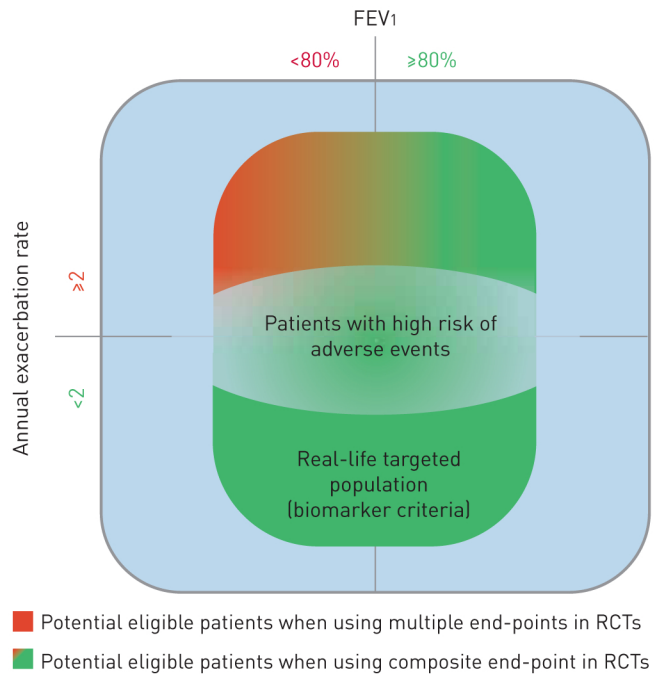 FEV1
<80% ≥80%
Annual exacerbation rate
≥2
<2
Patients with high risk of
adverse events
Real-life targeted
population
(biomarker criteria)
Potential eligible patients when using multiple end-points in RCTs
Potential eligible patients when using composite end-point in RCTs